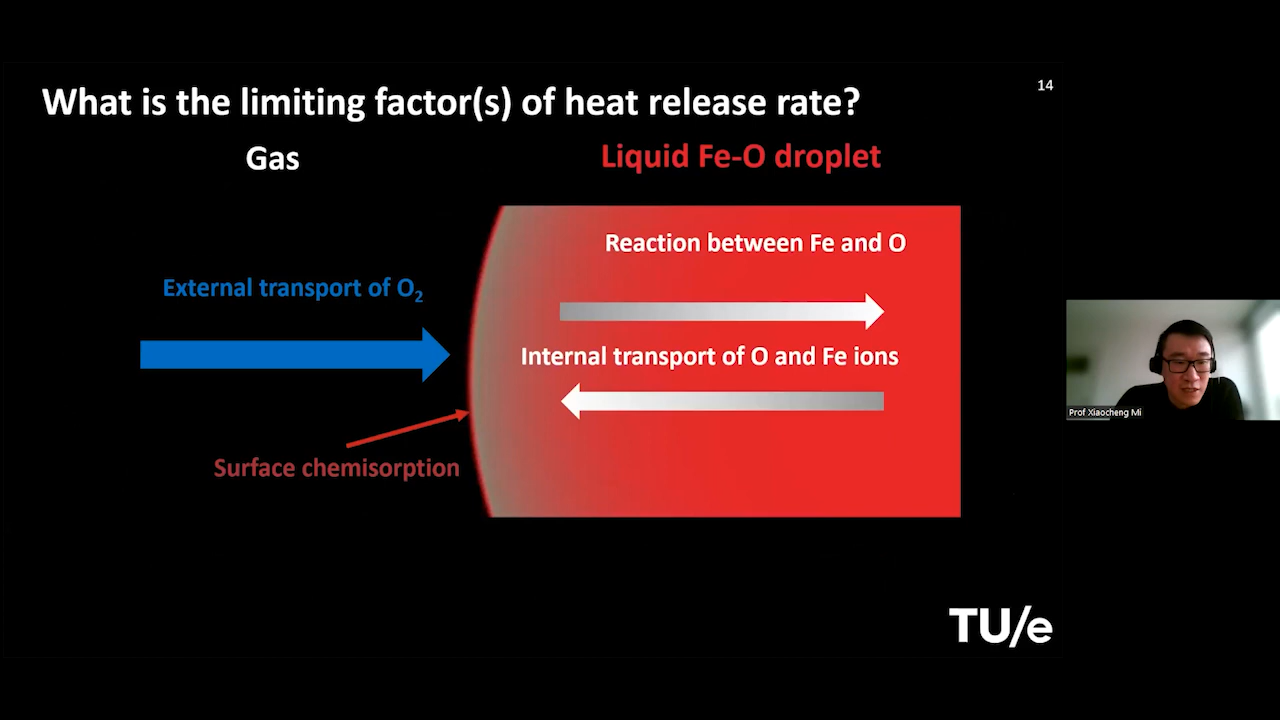 What is the limiting factor(s) of heat release rate?
14
Gas
Liquid Fe-O droplet
Reaction between Fe and O
External transport of O₂
Internal transport of O and Fe ions
Surface chemisorption
Prof Xiaocheng Mi
TU/e